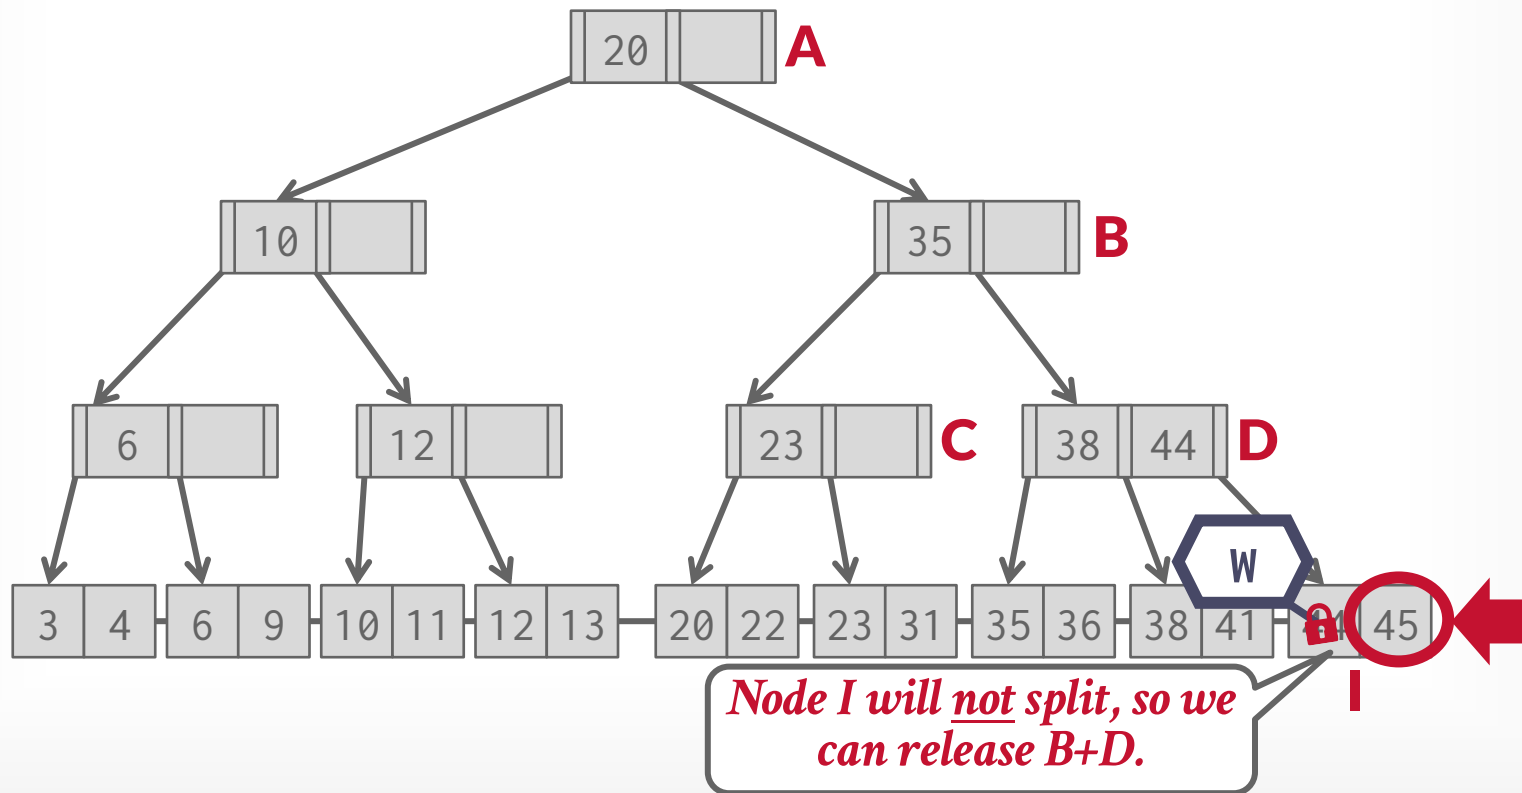 20 A
10 35 B
6 12 23 C 38 44 D
W
3 4 6 9 10 11 12 13 20 22 23 31 35 36 38 41 44 45
I
Node I will not split, so we
can release B+D.